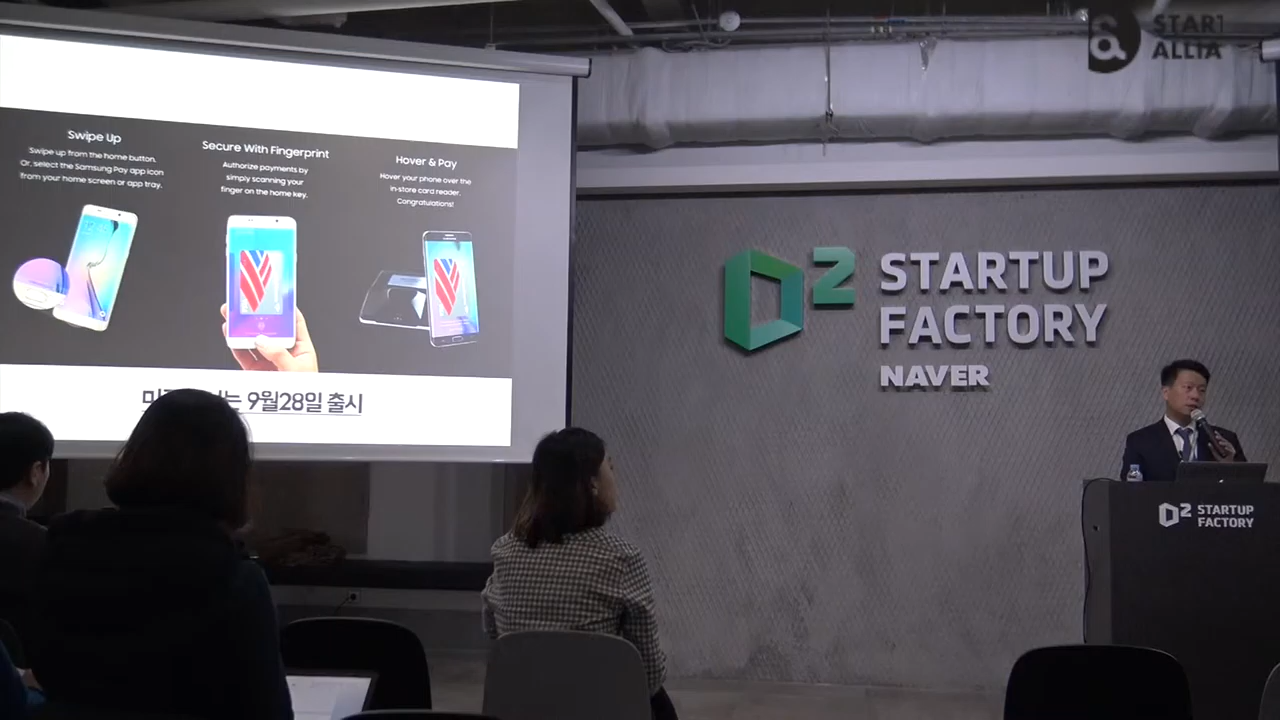 START
ALLIA
Swipe Up
Swipe up from the home button.
Or, select the Samsung Pay app icon
from your home screen or app tray.
Secure With Fingerprint
Authorize payments by
simply scanning your
finger on the home key.
Hover & Pay
Hover your phone over the
in-store card reader.
Congratulations!
9월28일 출시
D2
STARTUP
FACTORY
NAVER
D2 STARTUP
FACTORY